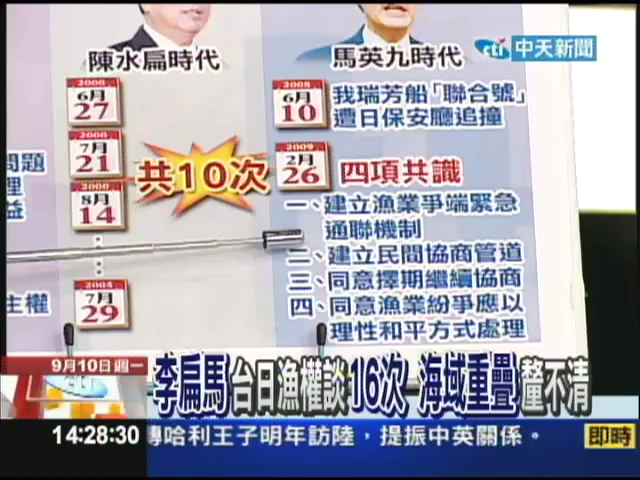 cti 中天新聞
陳水扁時代
馬英九時代
2000
6月
27
2000
7月
21
2000
8月
14
2004
7月
29
共10次
2008
6月
10
我瑞芳船「聯合號」
遭日保安廳追撞
2009
2月
26
四項共識
一、建立漁業爭端緊急
通聯機制
二、建立民間協商管道
三、同意擇期繼續協商
四、同意漁業紛爭應以
理性和平方式處理
問題
理
益
主權
9月10日週一
李扁馬台日漁權談16次 海域重疊釐不清
14:28:30
哈利王子明年訪陸，提振中英關係。
即時